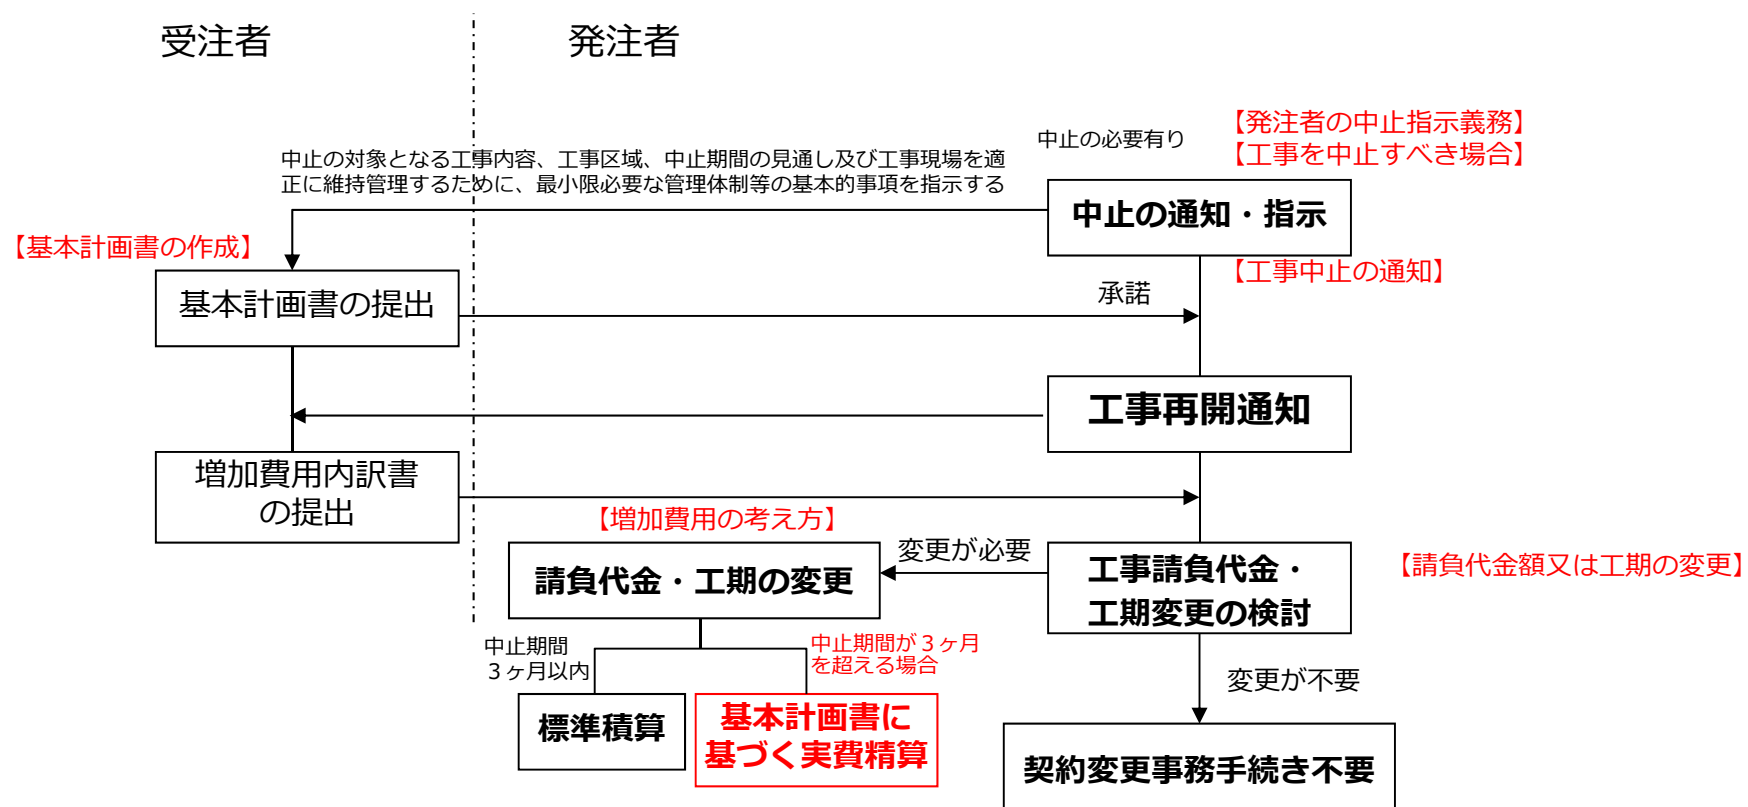 受注者
発注者
中止の必要有り
【発注者の中止指示義務】
【工事を中止すべき場合】
中止の対象となる工事内容、工事区域、中止期間の見通し及び工事現場を適
正に維持管理するために、最小限必要な管理体制等の基本的事項を指示する
中止の通知・指示
【基本計画書の作成】
【工事中止の通知】
基本計画書の提出
承諾
工事再開通知
増加費用内訳書
の提出
【増加費用の考え方】
変更が必要
請負代金・工期の変更
工事請負代金・
工期変更の検討
【請負代金額又は工期の変更】
中止期間
３ヶ月以内
中止期間が３ヶ月
を超える場合
変更が不要
標準積算
基本計画書に
基づく実費精算
契約変更事務手続き不要